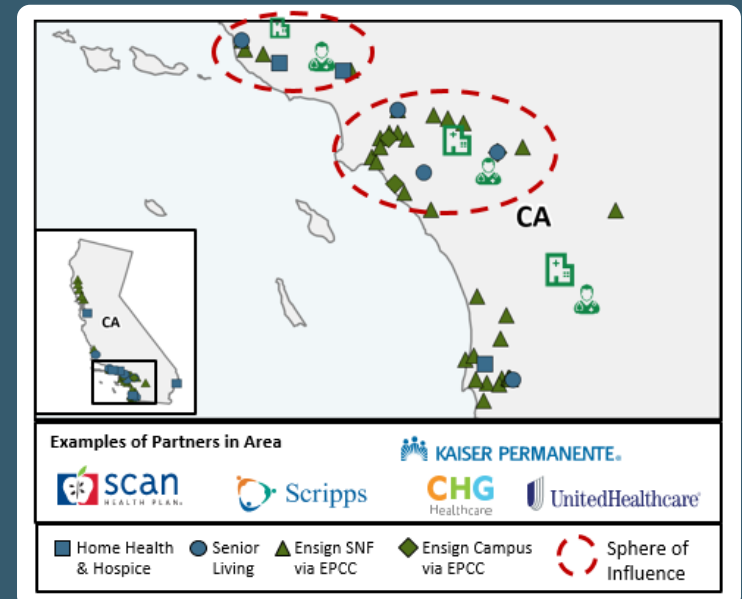 CA
CA
Examples of Partners in Area
KAISER PERMANENTE®
scan
HEALTH PLAN®
Scripps
CHG
Healthcare
UnitedHealthcare®
Home Health
& Hospice
Senior
Living
Ensign SNF
via EPCC
Ensign Campus
via EPCC
Sphere of
Influence